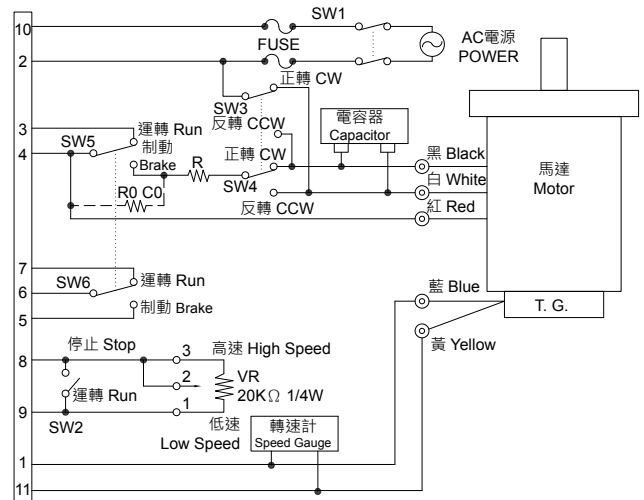 10
SW1
FUSE
AC電源
POWER
2
正轉 CW
SW3
反轉 CCW
電容器
Capacitor
3
運轉 Run
制動
SW5
4
Brake
R
正轉 CW
SW4
R0 C0
反轉 CCW
黑 Black
白 White
紅 Red
馬達
Motor
7
運轉 Run
6
SW6
制動 Brake
5
藍 Blue
T. G.
黃 Yellow
停止 Stop
3
高速 High Speed
8
2
VR
20KΩ 1/4W
運轉 Run
1
9
SW2
低速
Low Speed
轉速計
Speed Gauge
1
11